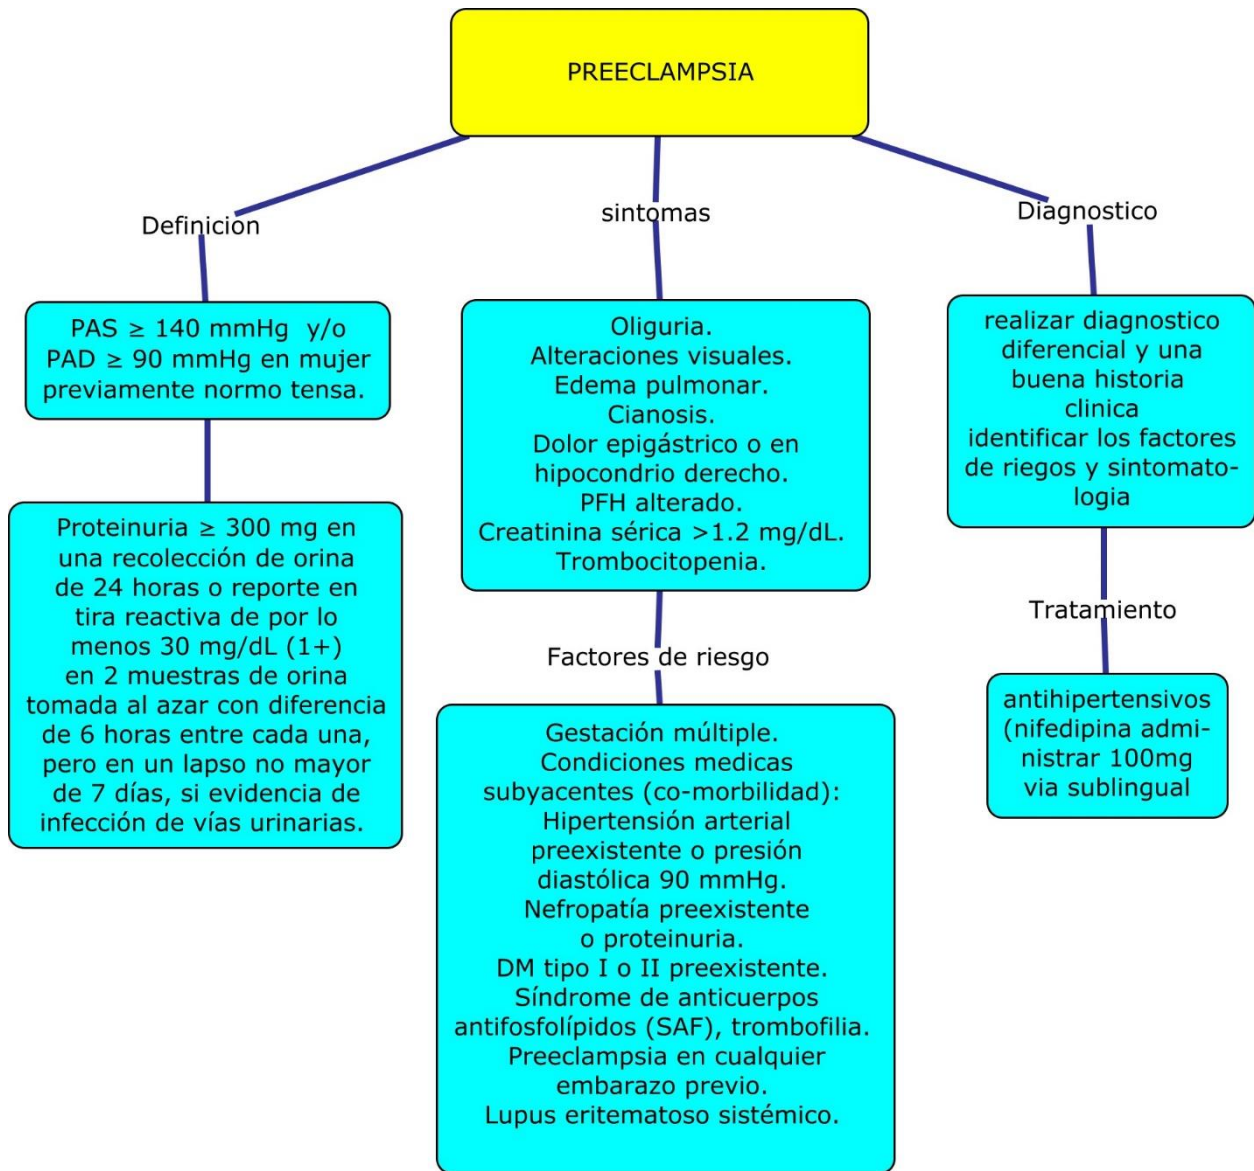 PREECLAMPSIA
Definicion
PAS ≥ 140 mmHg y/o
PAD ≥ 90 mmHg en mujer
previamente normo tensa.
Proteinuria ≥ 300 mg en
una recolección de orina
de 24 horas o reporte en
tira reactiva de por lo
menos 30 mg/dL (1+)
en 2 muestras de orina
tomada al azar con diferencia
de 6 horas entre cada una,
pero en un lapso no mayor
de 7 días, si evidencia de
infección de vías urinarias.
sintomas
Oliguria.
Alteraciones visuales.
Edema pulmonar.
Cianosis.
Dolor epigástrico o en
hipocondrio derecho.
PFH alterado.
Creatinina sérica >1.2 mg/dL.
Trombocitopenia.
Factores de riesgo
Gestación múltiple.
Condiciones medicas
subyacentes (co-morbilidad):
Hipertensión arterial
preexistente o presión
diastólica 90 mmHg.
Nefropatía preexistente
o proteinuria.
DM tipo I o II preexistente.
Síndrome de anticuerpos
antifosfolípidos (SAF), trombofilia.
Preeclampsia en cualquier
embarazo previo.
Lupus eritematoso sistémico.
Diagnostico
realizar diagnostico
diferencial y una
buena historia
clinica
identificar los factores
de riegos y sintomato-
logia
Tratamiento
antihipertensivos
(nifedipina admi-
nistrar 100mg
via sublingual